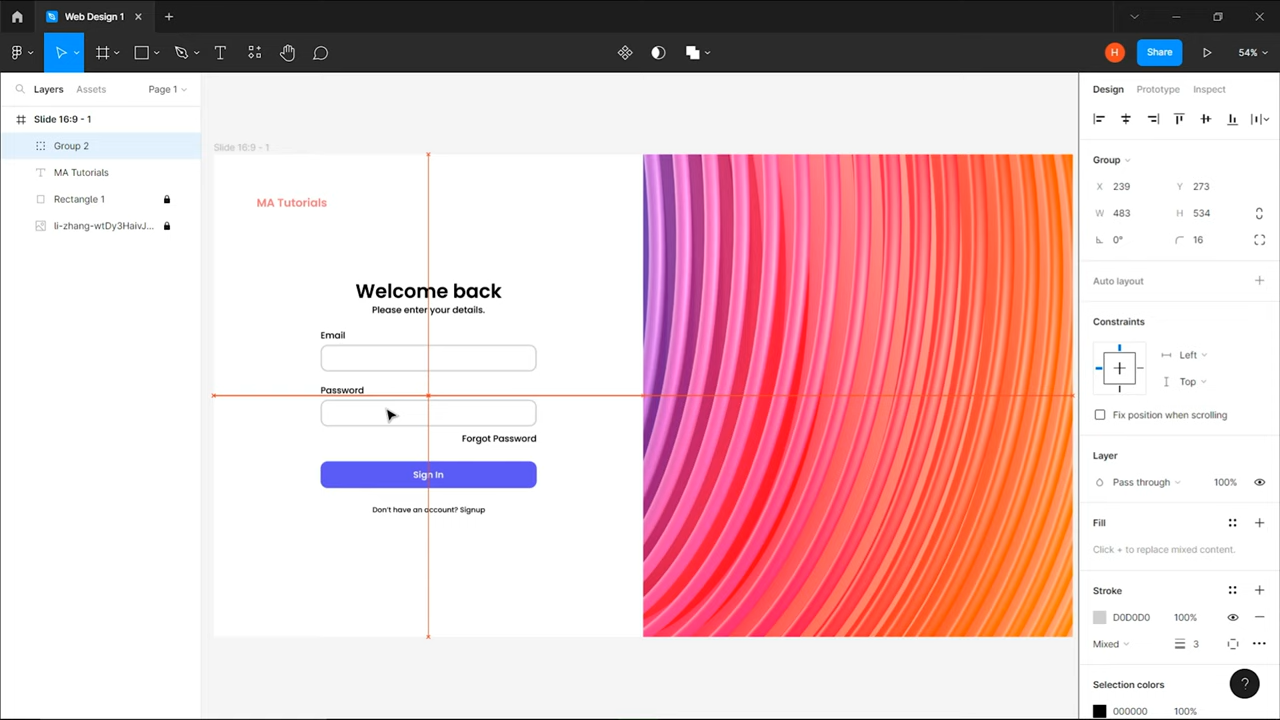 Web Design 1
H
Share
54%
Layers
Assets
Page 1
Slide 16:9 - 1
Group 2
MA Tutorials
Rectangle 1
li-zhang-wtDy3HaivJ...
Slide 16:9 - 1
MA Tutorials
Welcome back
Please enter your details.
Email
Password
Forgot Password
Sign In
Don't have an account? Signup
Design
Prototype
Inspect
Group
X 239
Y 273
W 483
H 534
0°
16
Auto layout
Constraints
Left
Top
Fix position when scrolling
Layer
Pass through
100%
Fill
Click + to replace mixed content.
Stroke
D0D0D0
100%
Mixed
3
Selection colors
000000
100%
?